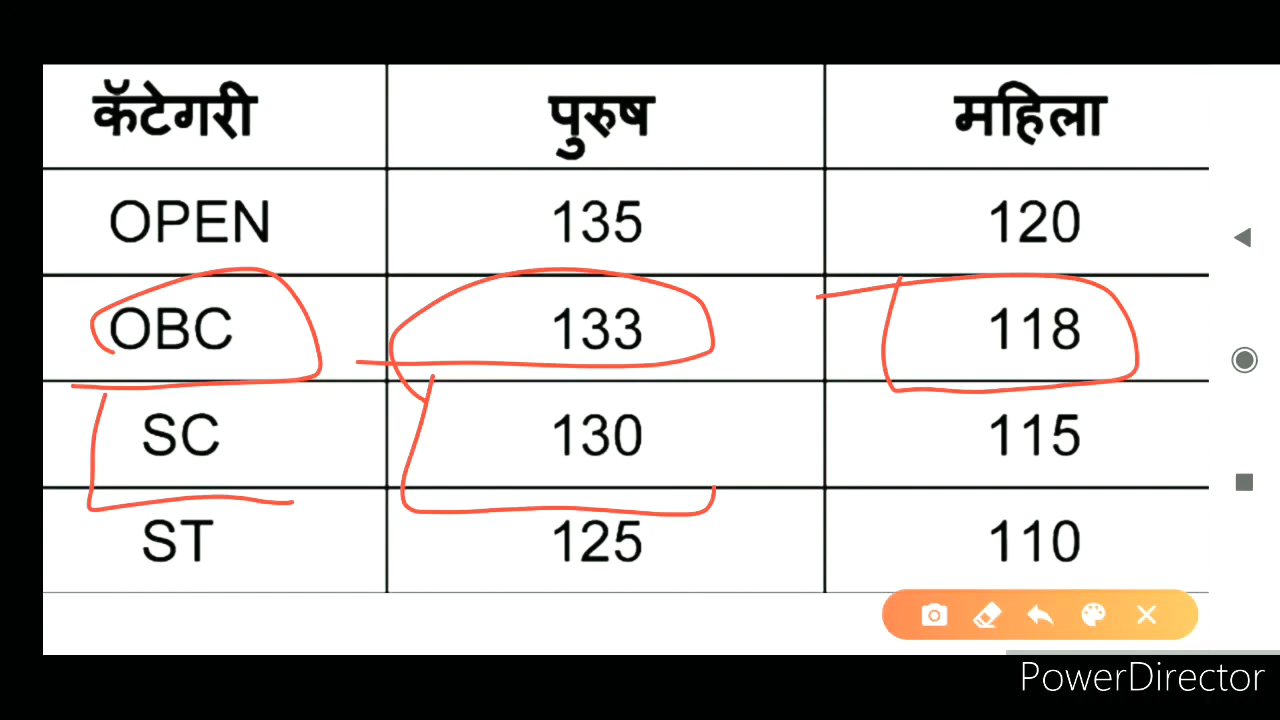 कॅटेगरी पुरुष महिला
OPEN 135 120
OBC 133 118
SC 130 115
ST 125 110
PowerDirector